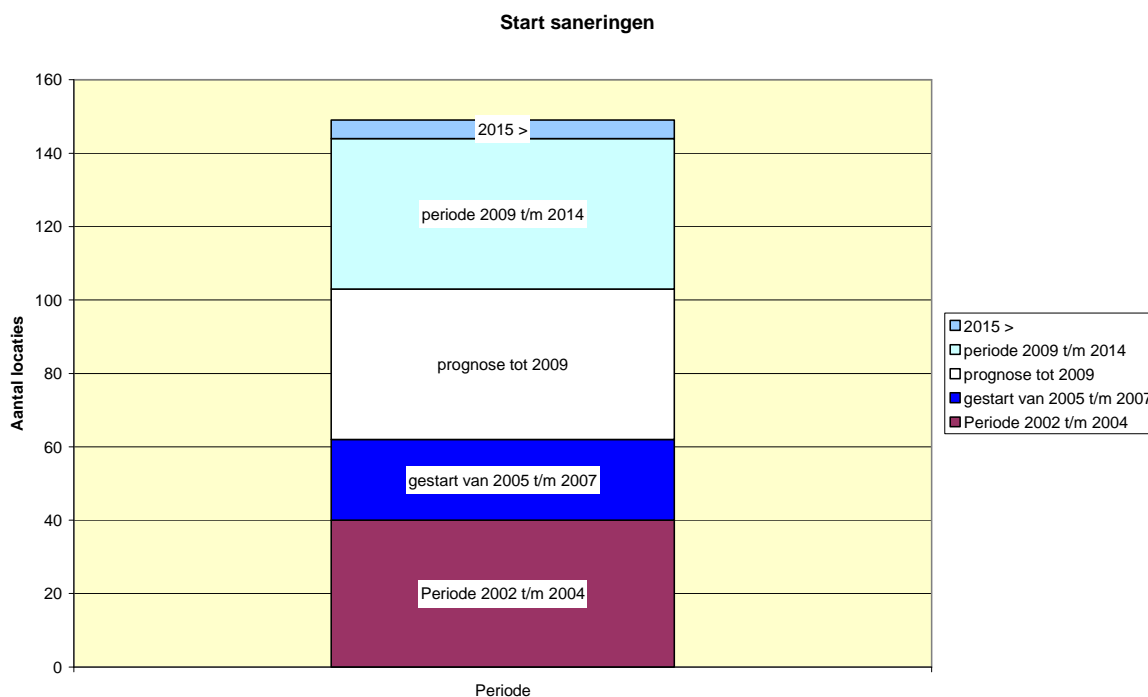 Start saneringen
160
140
120
100
80
60
40
20
0
Aantal locaties
2015 >
periode 2009 t/m 2014
prognose tot 2009
gestart van 2005 t/m 2007
Periode 2002 t/m 2004
Periode
2015 >
periode 2009 t/m 2014
prognose tot 2009
gestart van 2005 t/m 2007
Periode 2002 t/m 2004